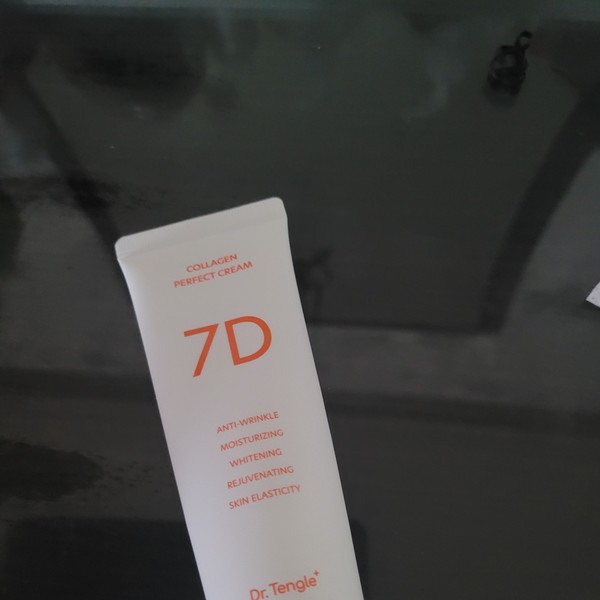 COLLAGEN
PERFECT CREAM
7D
ANTI-WRINKLE
MOISTURIZING
WHITENING
REJUVENATING
SKIN ELASTICITY
Dr. Tengle+